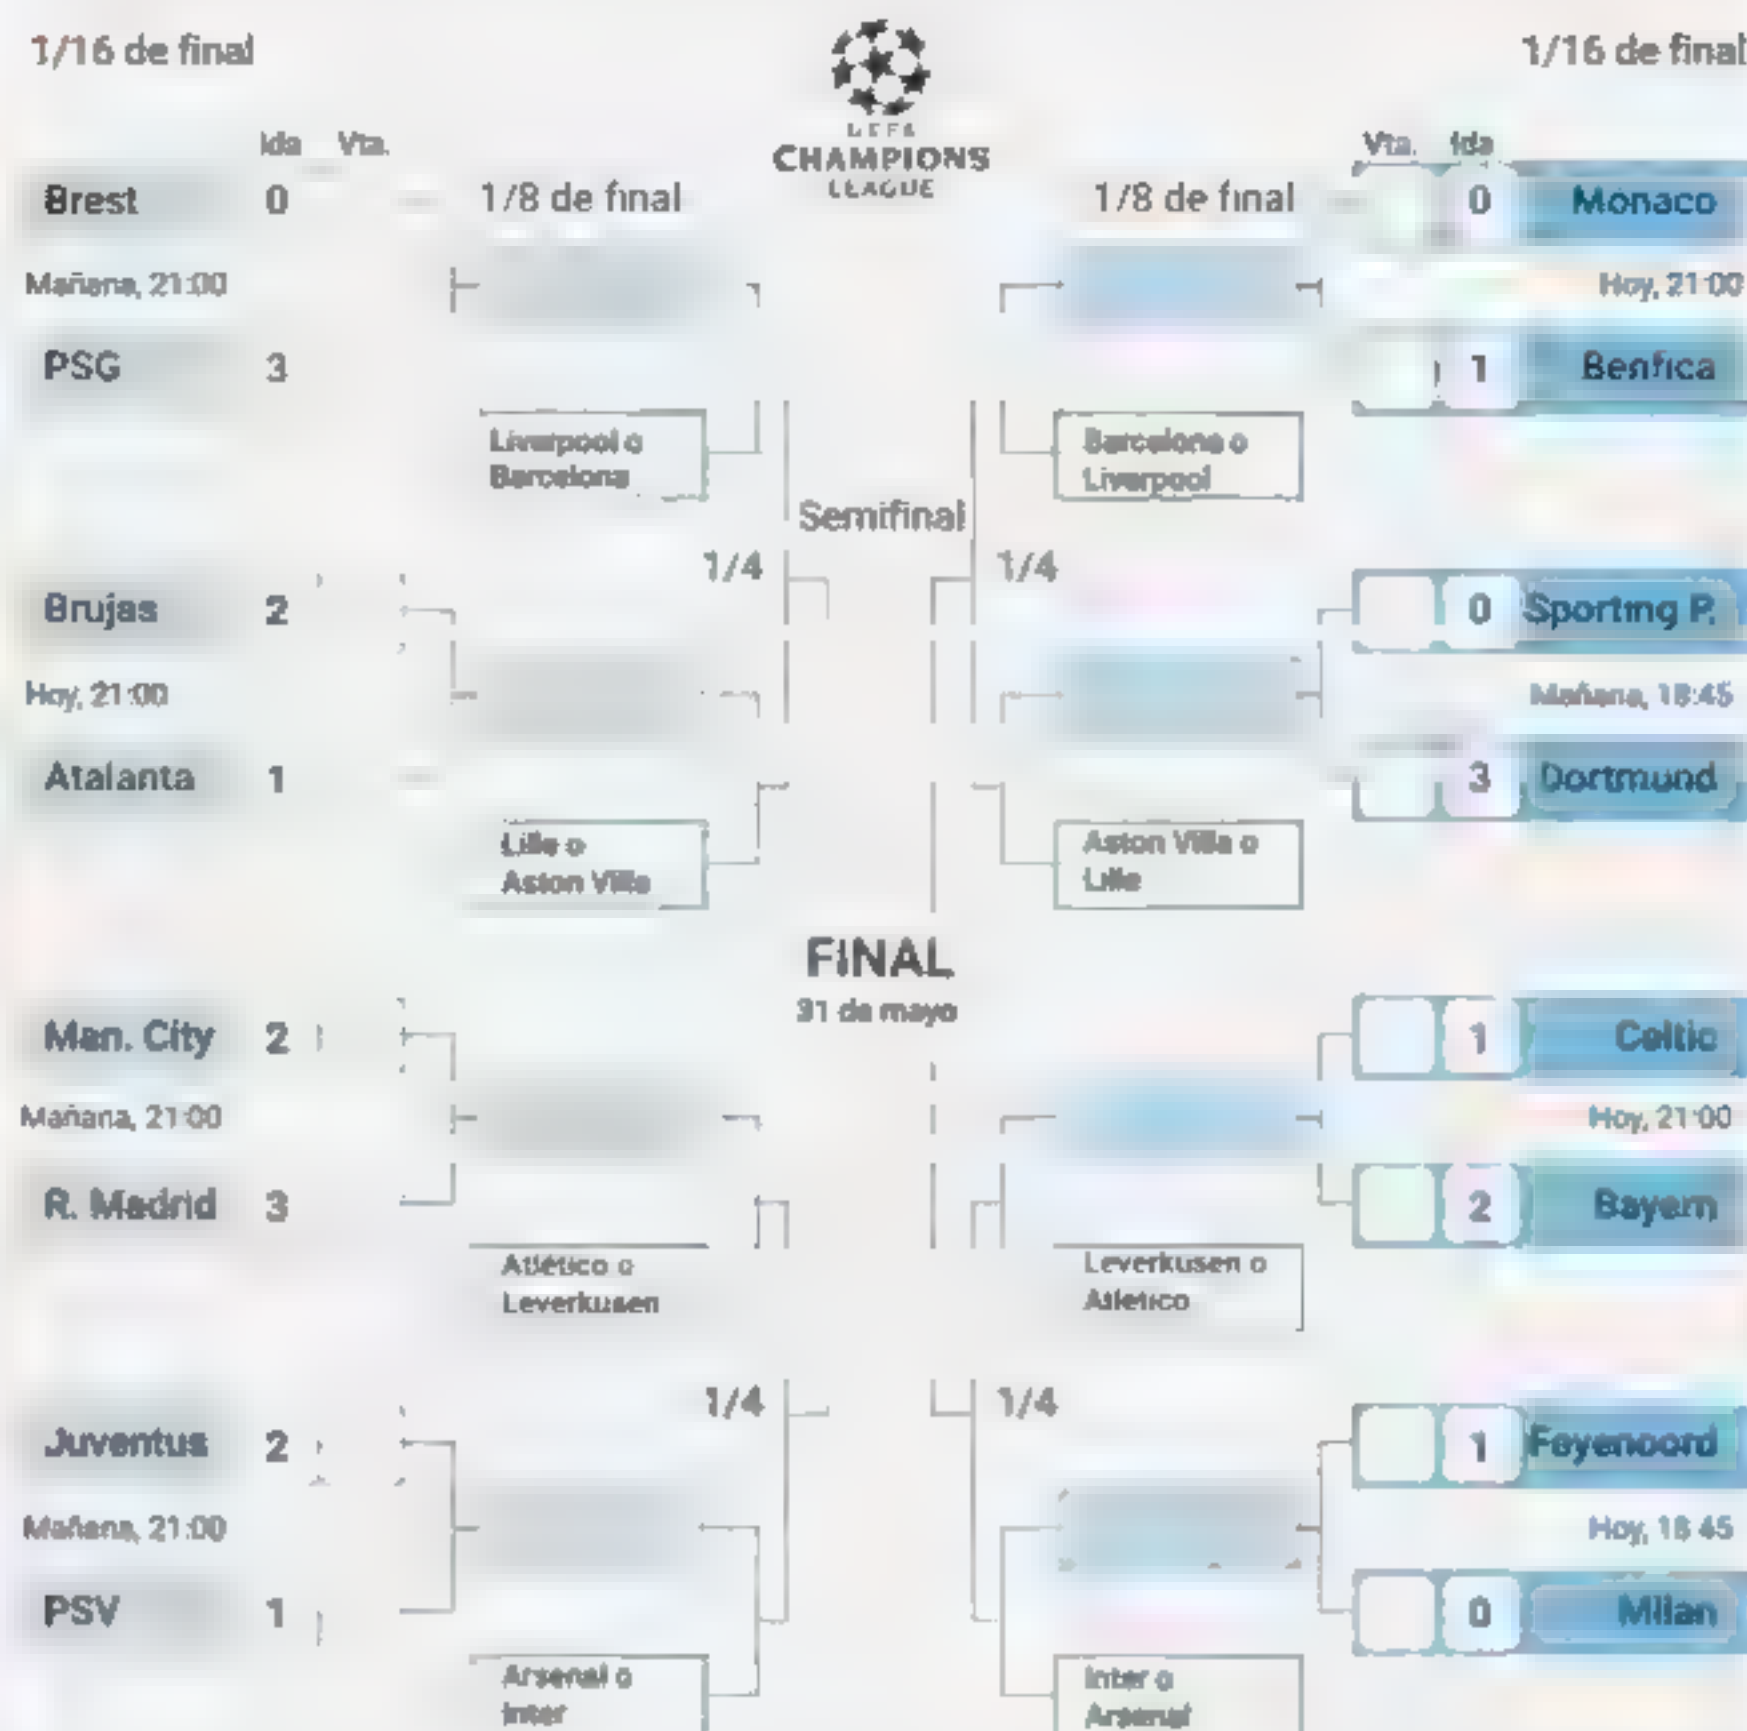 1/16 de final
1/16 de final
UEFA
CHAMPIONS
LEAGUE
Ida Vta.
Vta. Ida
Brest 0
1/8 de final
1/8 de final
0 Monaco
Mañana, 21:00
Hoy, 21:00
PSG 3
1 Benfica
Liverpool o
Barcelona
Barcelona o
Liverpool
Semifinal
1/4
1/4
Brujas 2
0 Sporting P.
Hoy, 21:00
Mañana, 18:45
Atalanta 1
3 Dortmund
Lille o
Aston Villa
Aston Villa o
Lille
FINAL
31 de mayo
Man. City 2
1 Celtic
Mañana, 21:00
Hoy, 21:00
R. Madrid 3
2 Bayern
Atlético o
Leverkusen
Leverkusen o
Atlético
1/4
1/4
Juventus 2
1 Feyenoord
Mañana, 21:00
Hoy, 18:45
PSV 1
0 Milan
Arsenal o
Inter
Inter o
Arsenal